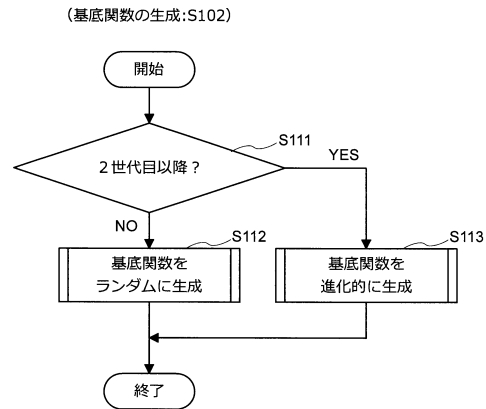 （基底関数の生成:S102）
開始
S111
２世代目以降？
YES
NO
S112
基底関数を
ランダムに生成
S113
基底関数を
進化的に生成
終了